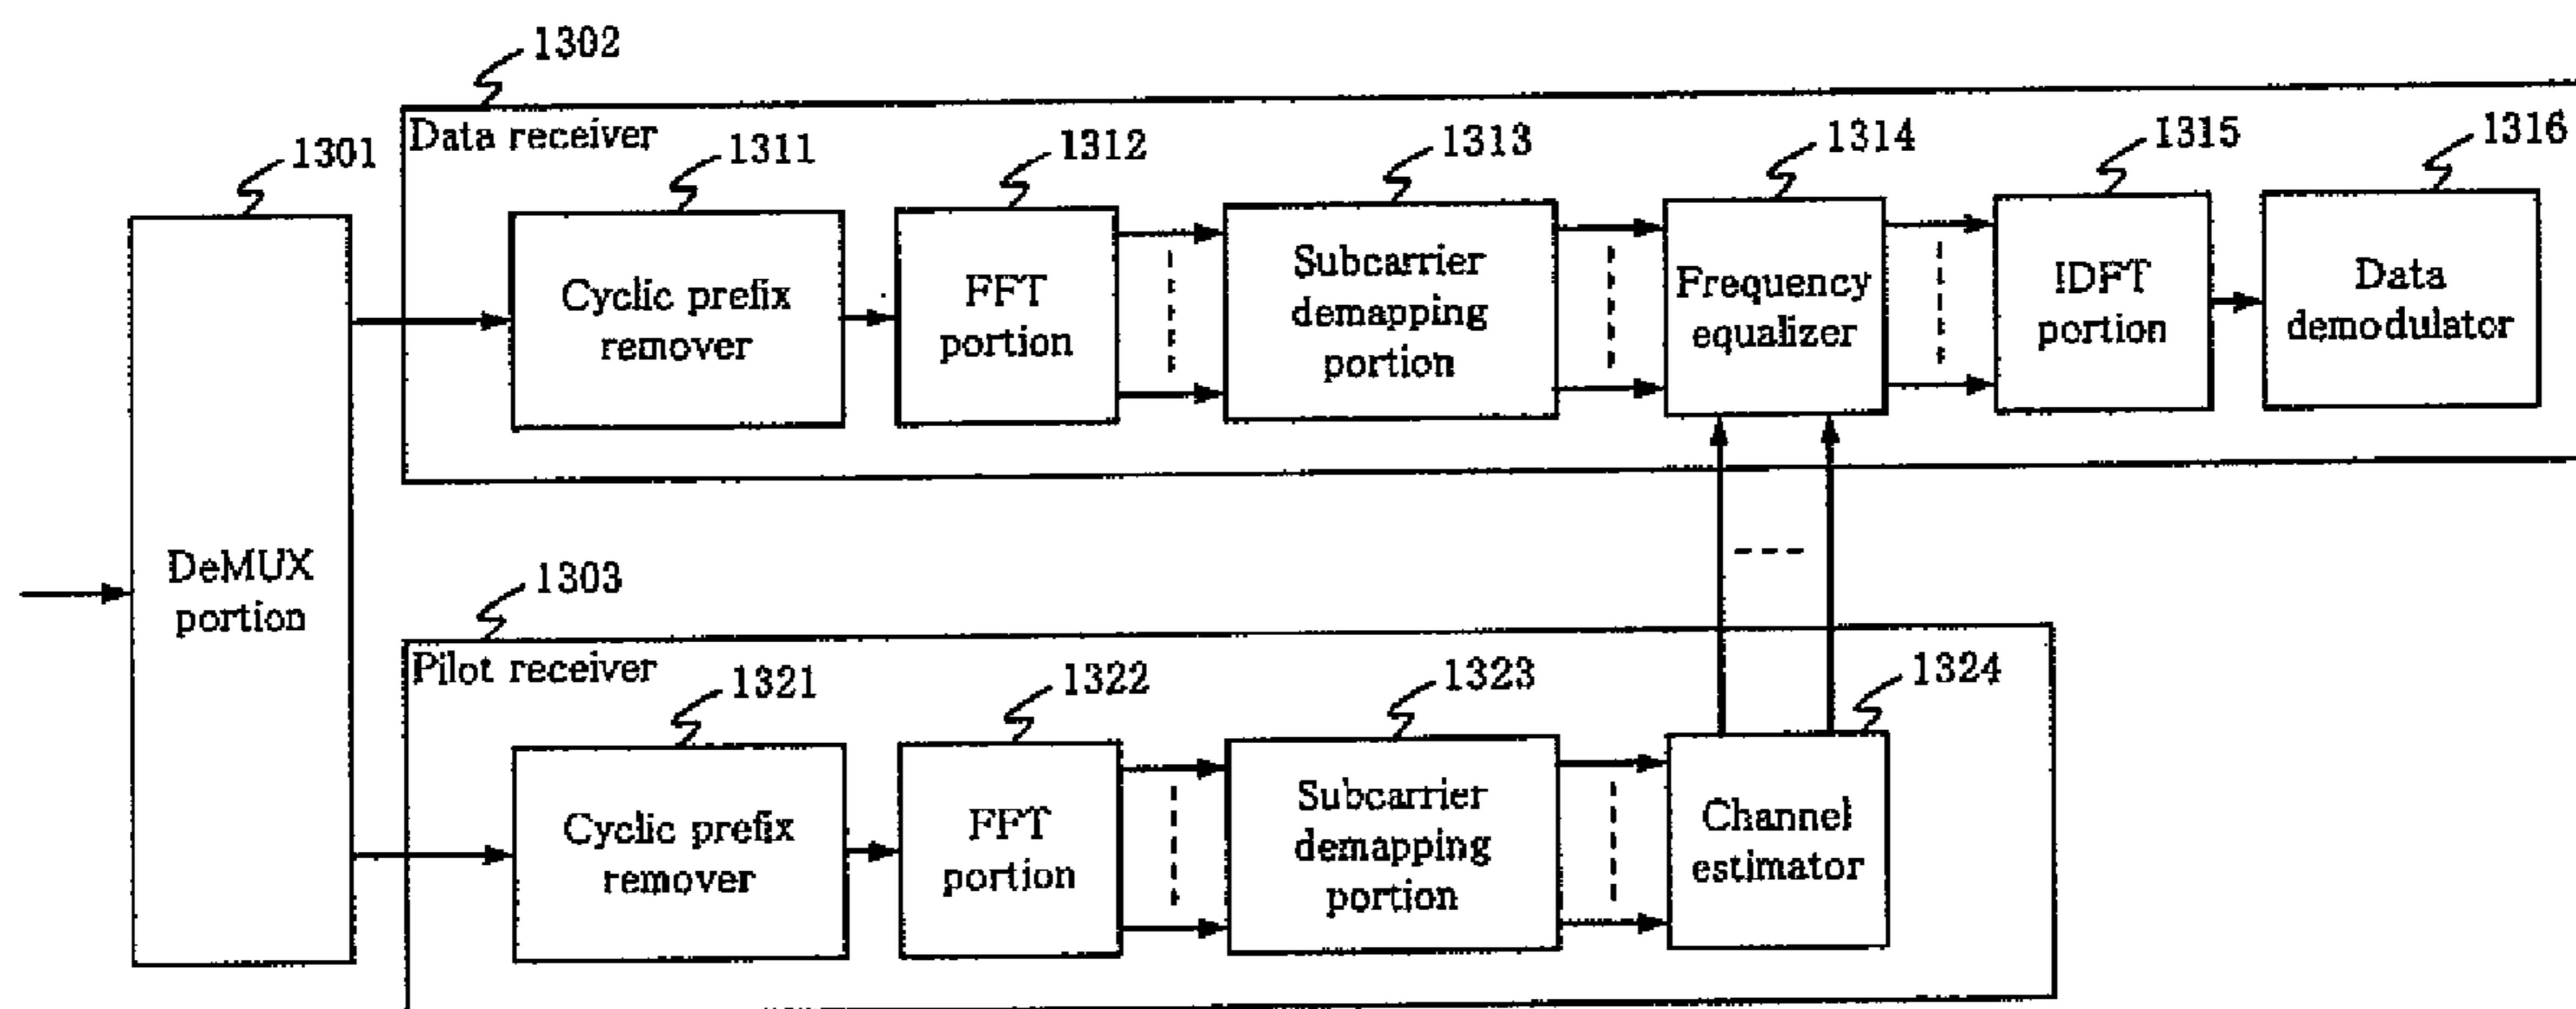 1302
Data receiver
1301
1311
1312
1313
1314
1315
1316
Cyclic prefix
remover
FFT
portion
Subcarrier
demapping
portion
Frequency
equalizer
IDFT
portion
Data
demodulator
DeMUX
portion
1303
Pilot receiver
1321
1322
1323
1324
Cyclic prefix
remover
FFT
portion
Subcarrier
demapping
portion
Channel
estimator